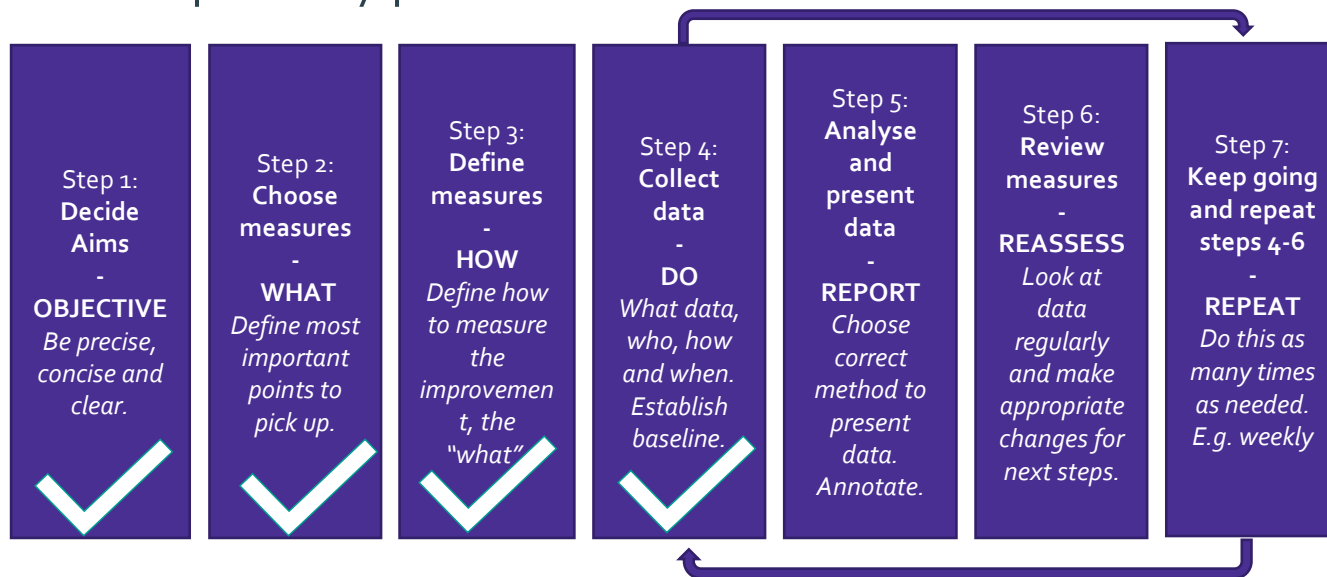 Step 1:
Decide
Aims
-
OBJECTIVE
Be precise,
concise and
clear.
Step 2:
Choose
measures
-
WHAT
Define most
important
points to
pick up.
Step 3:
Define
measures
-
HOW
Define how
to measure
the
improvemen
t, the
“what”
Step 4:
Collect
data
-
DO
What data,
who, how
and when.
Establish
baseline.
Step 5:
Analyse
and
present
data
-
REPORT
Choose
correct
method to
present
data.
Annotate.
Step 6:
Review
measures
-
REASSESS
Look at
data
regularly
and make
appropriate
changes for
next steps.
Step 7:
Keep going
and repeat
steps 4-6
-
REPEAT
Do this as
many times
as needed.
E.g. weekly